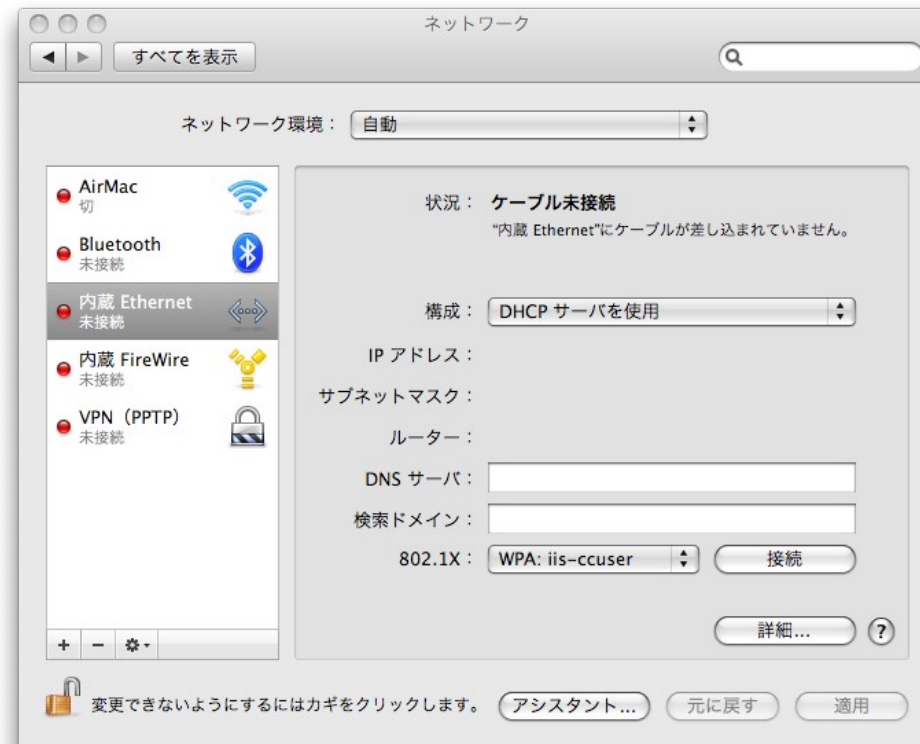 ネットワーク
すべてを表示
ネットワーク環境： 自動
AirMac
切
Bluetooth
未接続
内蔵 Ethernet
未接続
内蔵 FireWire
未接続
VPN（PPTP）
未接続
状況： ケーブル未接続
“内蔵 Ethernet”にケーブルが差し込まれていません。
構成： DHCP サーバを使用
IP アドレス：
サブネットマスク：
ルーター：
DNS サーバ：
検索ドメイン：
802.1X： WPA: iis-ccuser 接続
詳細... ?
変更できないようにするにはカギをクリックします。 アシスタント... 元に戻す 適用